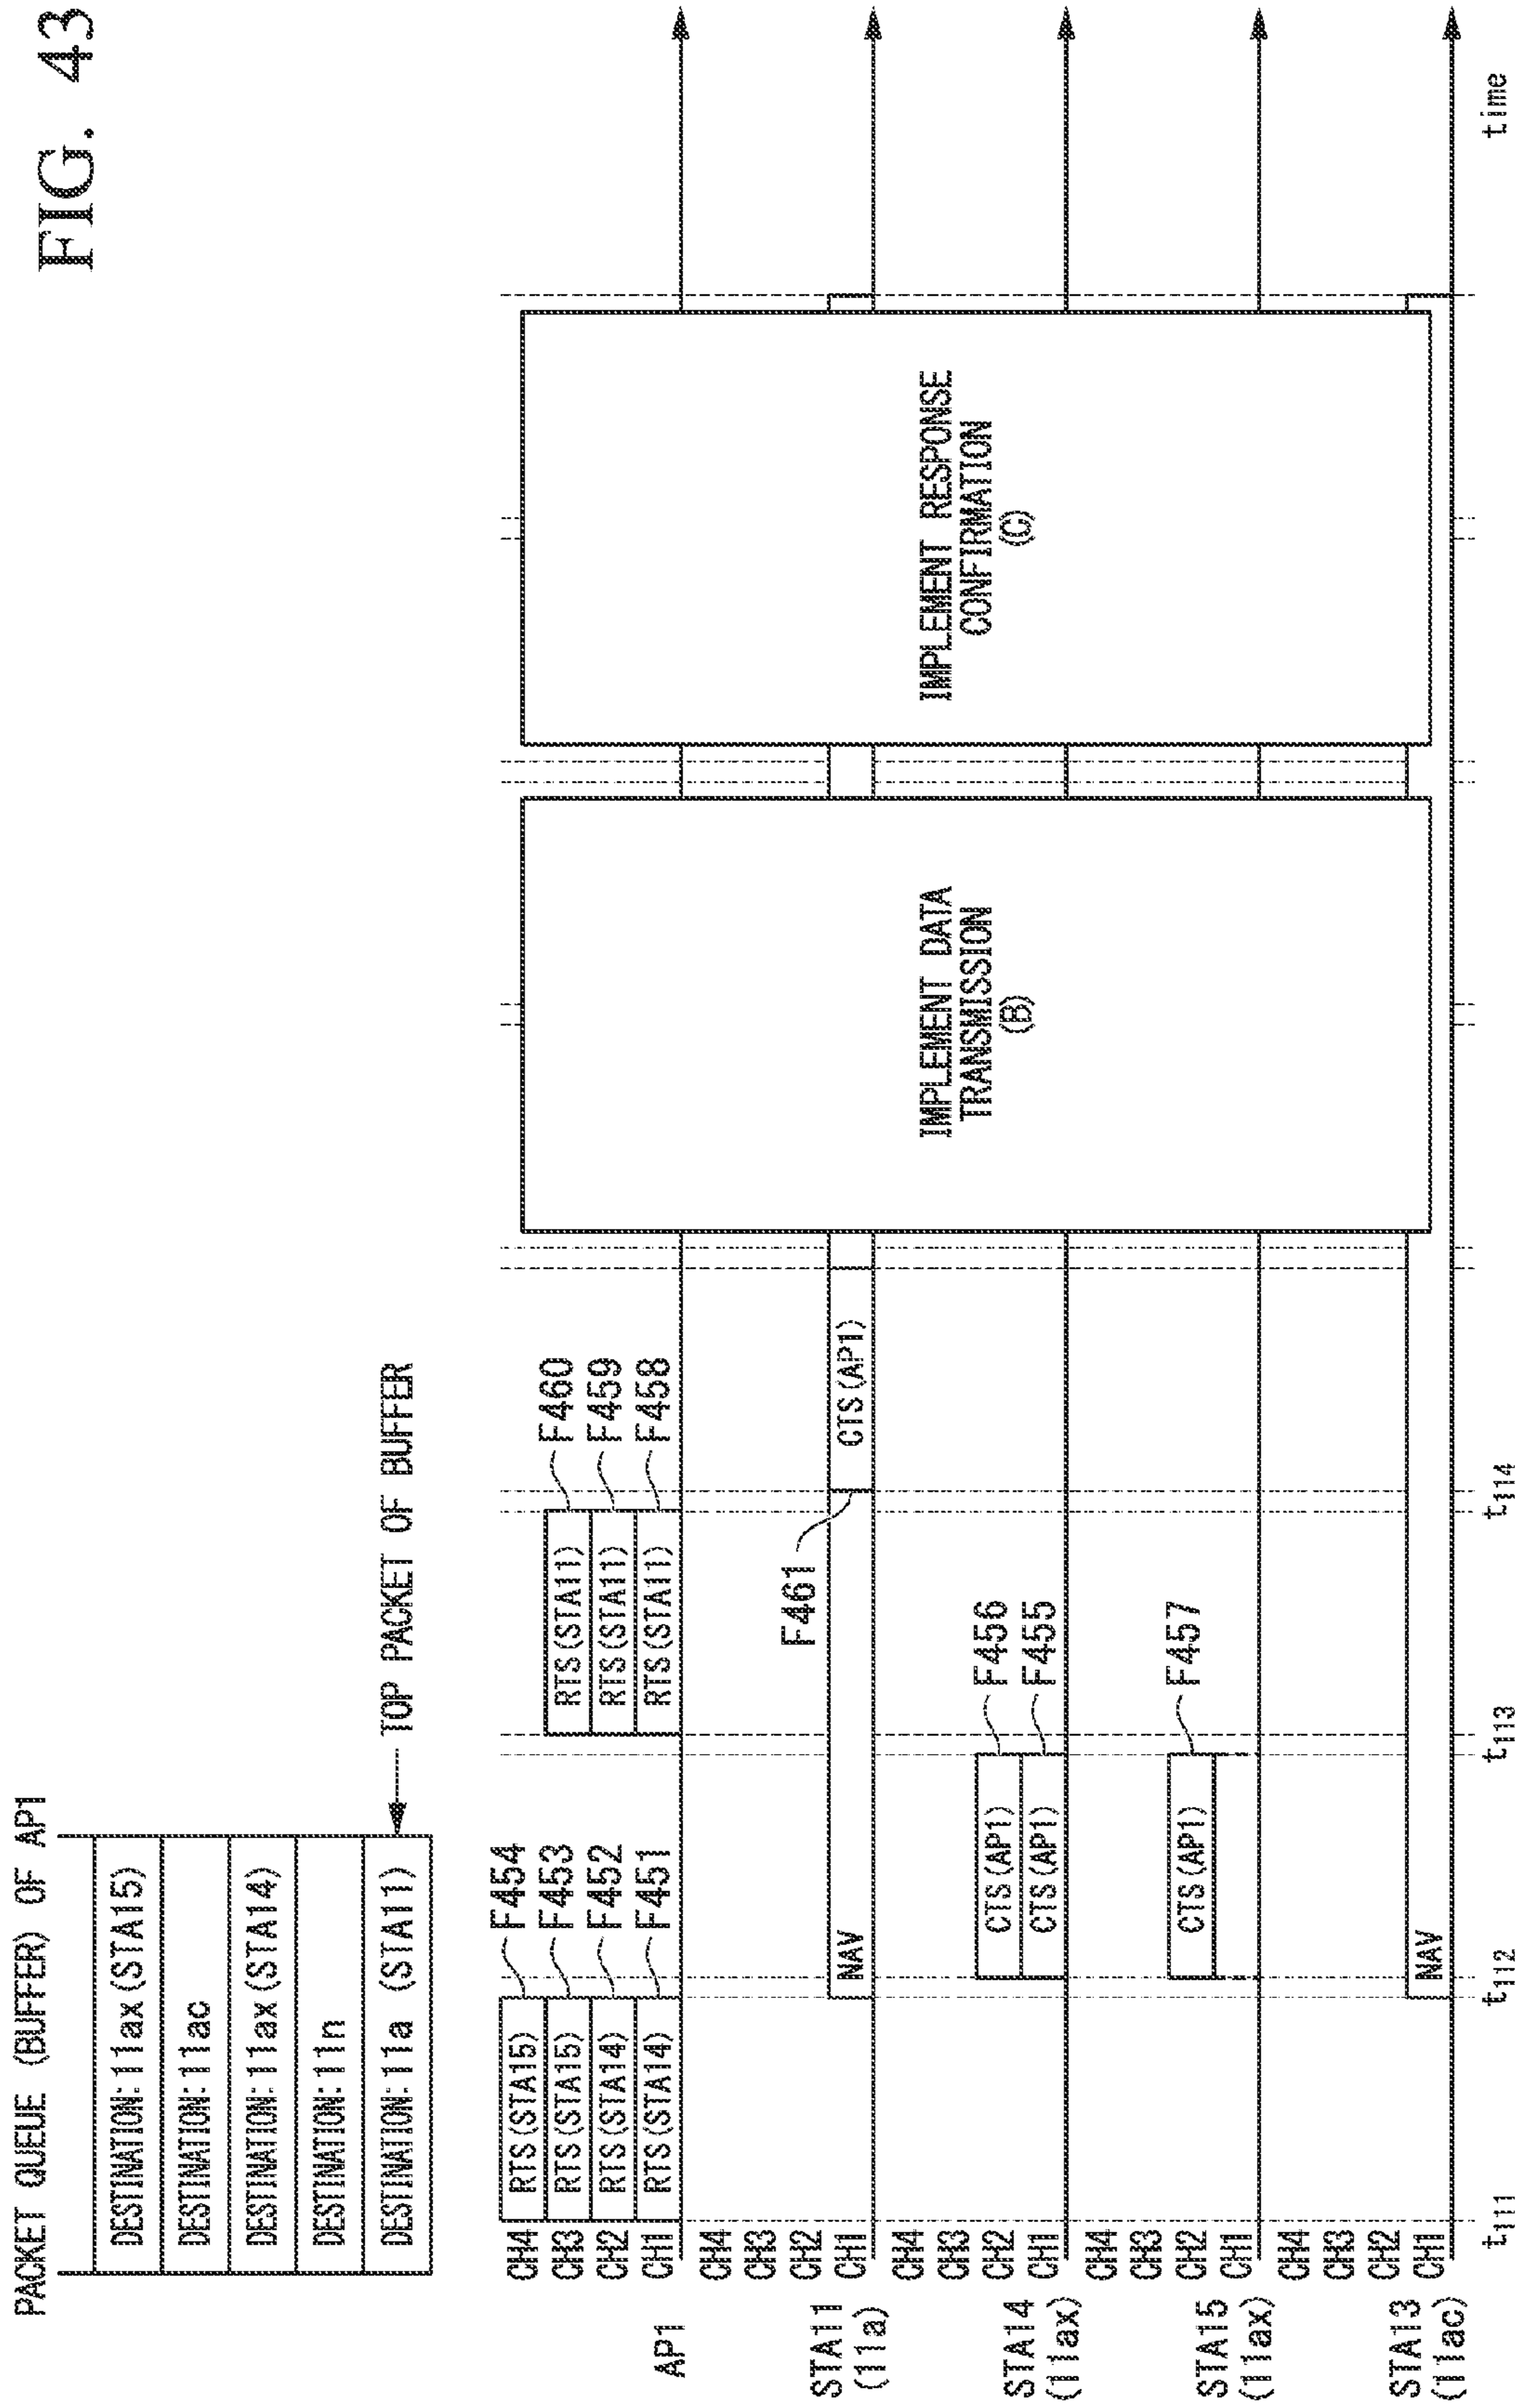 FIG. 43
PACKET QUEUE (BUFFER) OF AP1
DESTINATION:11ax(STA15)
DESTINATION:11ac
DESTINATION:11ax(STA14)
DESTINATION:11n
DESTINATION:11a (STA11)
TOP PACKET OF BUFFER
AP1
CH4
CH3
CH2
CH1
RTS(STA15)
RTS(STA15)
RTS(STA14)
RTS(STA14)
F454
F453
F452
F451
RTS(STA11)
RTS(STA11)
RTS(STA11)
F460
F459
F458
STA11
(11a)
CH4
CH3
CH2
CH1
NAV
F461
CTS(AP1)
STA14
(11ax)
CH4
CH3
CH2
CH1
CTS(AP1)
CTS(AP1)
F456
F455
STA15
(11ax)
CH4
CH3
CH2
CH1
CTS(AP1)
F457
STA13
(11ac)
CH4
CH3
CH2
CH1
NAV
IMPLEMENT DATA
TRANSMISSION
(B)
IMPLEMENT RESPONSE
CONFIRMATION
(C)
t111
t112
t113
t114
time